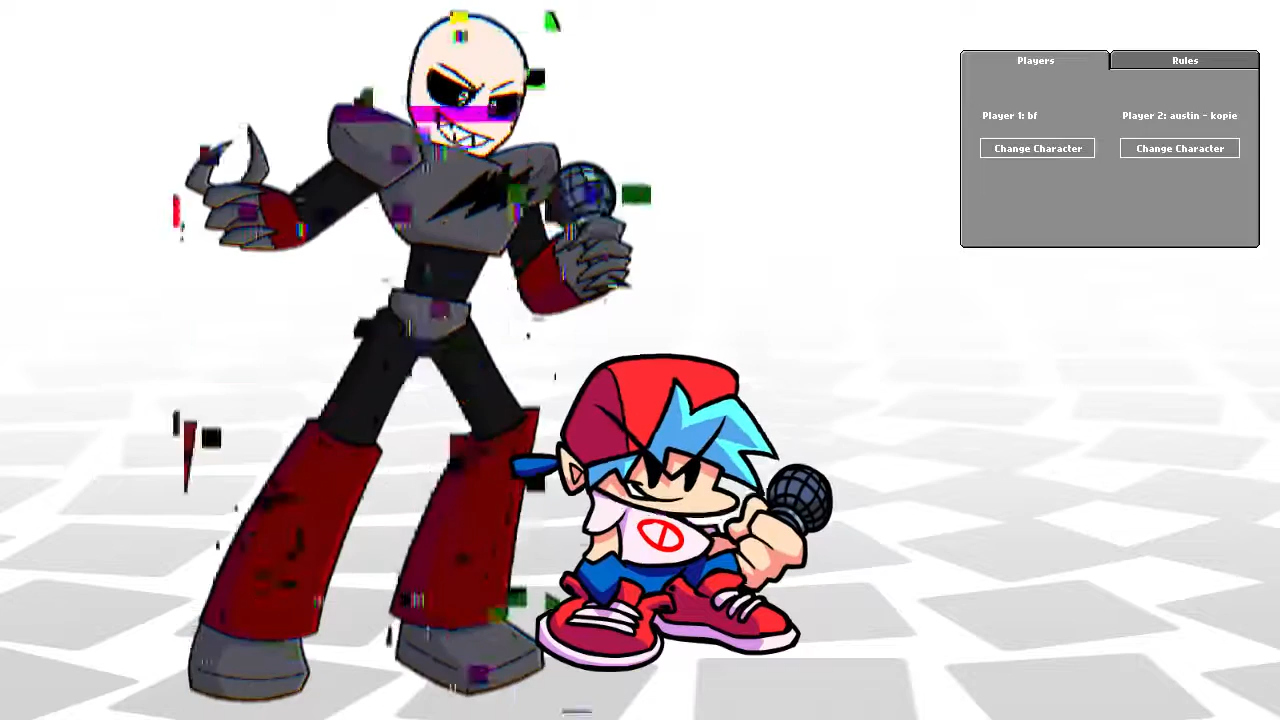 Players Rules
Player 1: bf Player 2: austin - kopie
Change Character Change Character